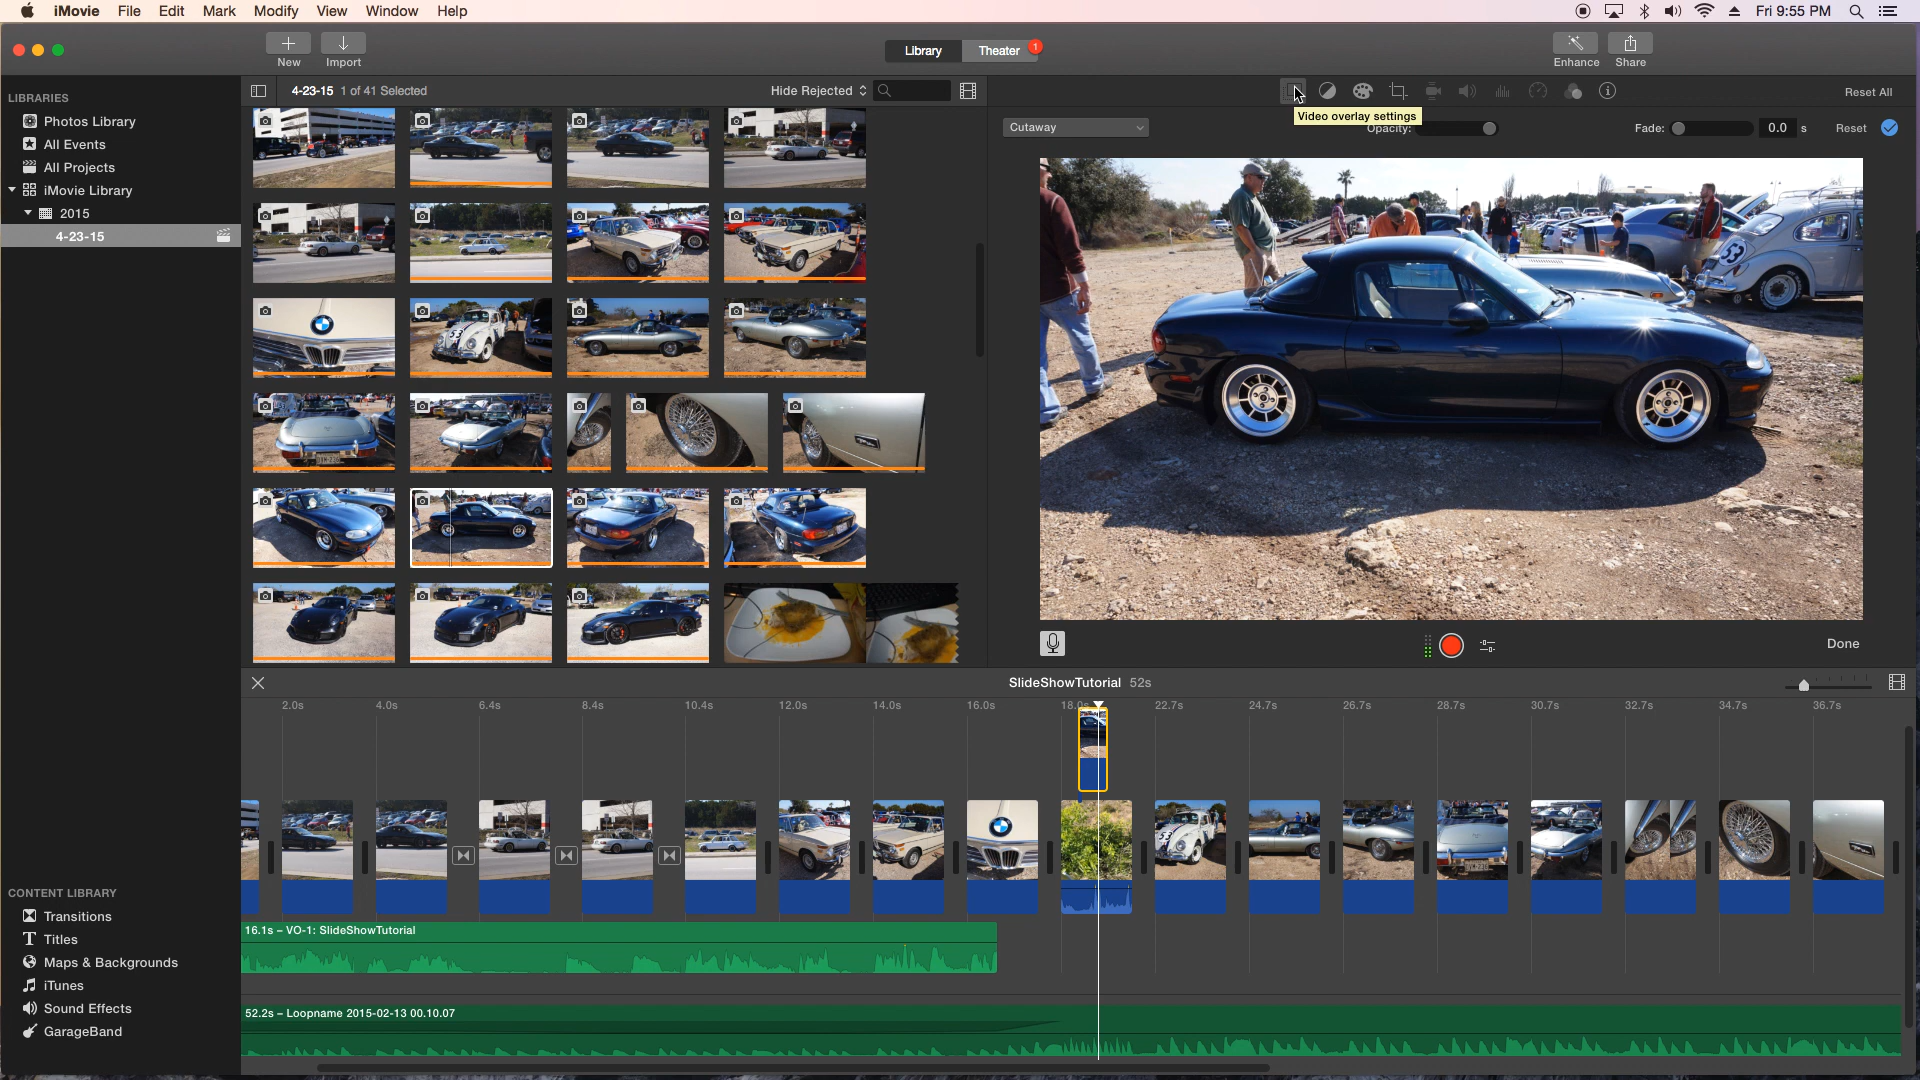 iMovie File Edit Mark Modify View Window Help
Fri 9:55 PM
New
Import
Library
Theater
1
Enhance
Share
LIBRARIES
Photos Library
All Events
All Projects
iMovie Library
2015
4-23-15
4-23-15 1 of 41 Selected
Hide Rejected
Reset All
Video overlay settings
Cutaway
Opacity:
Fade:
0.0 s
Reset
53
53
Done
SlideShowTutorial 52s
2.0s 4.0s 6.4s 8.4s 10.4s 12.0s 14.0s 16.0s 18.0s 22.7s 24.7s 26.7s 28.7s 30.7s 32.7s 34.7s 36.7s
16.1s – VO-1: SlideShowTutorial
52.2s – Loopname 2015-02-13 00.10.07
CONTENT LIBRARY
Transitions
Titles
Maps & Backgrounds
iTunes
Sound Effects
GarageBand